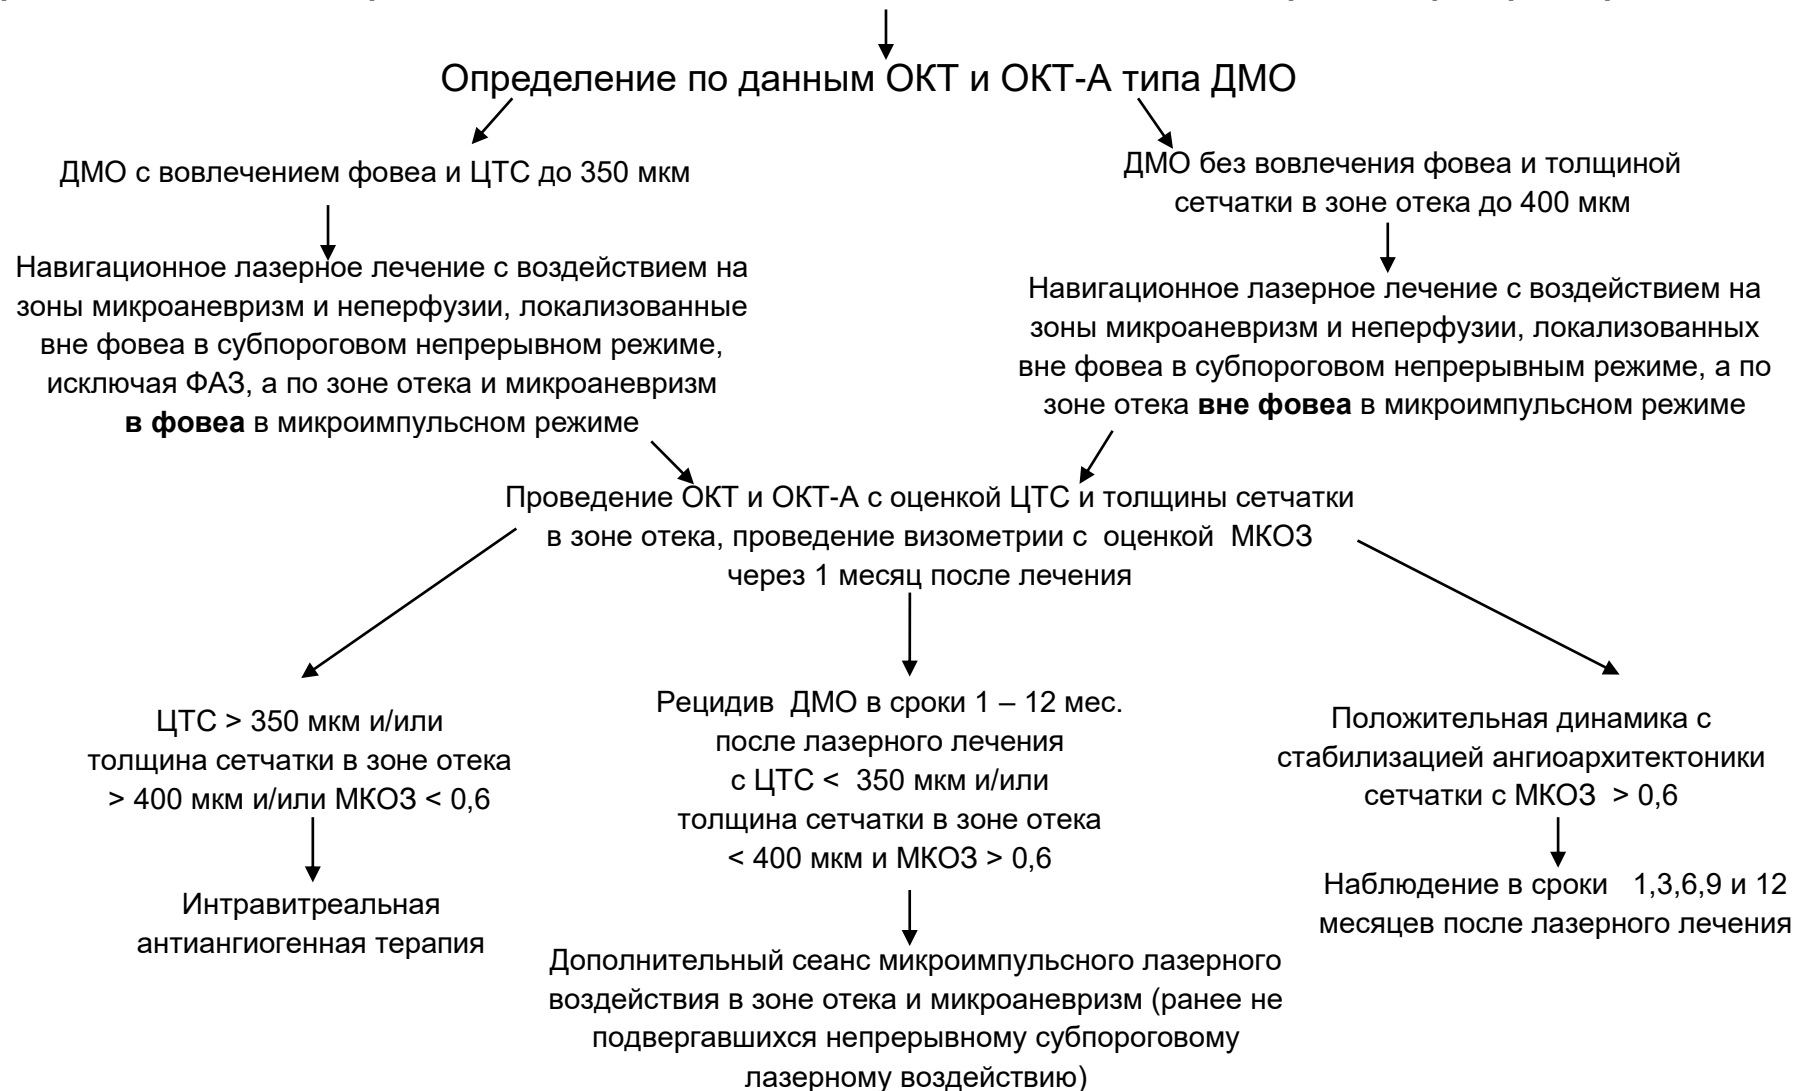 Определение по данным ОКТ и ОКТ-А типа ДМО
ДМО с вовлечением фовеа и ЦТС до 350 мкм
Навигационное лазерное лечение с воздействием на
зоны микроаневризм и неперфузии, локализованные
вне фовеа в субпороговом непрерывном режиме,
исключая ФАЗ, а по зоне отека и микроаневризм
в фовеа в микроимпульсном режиме
ДМО без вовлечения фовеа и толщиной
сетчатки в зоне отека до 400 мкм
Навигационное лазерное лечение с воздействием на
зоны микроаневризм и неперфузии, локализованных
вне фовеа в субпороговом непрерывным режиме, а по
зоне отека вне фовеа в микроимпульсном режиме
Проведение ОКТ и ОКТ-А с оценкой ЦТС и толщины сетчатки
в зоне отека, проведение визометрии с оценкой МКОЗ
через 1 месяц после лечения
ЦТС > 350 мкм и/или
толщина сетчатки в зоне отека
> 400 мкм и/или МКОЗ < 0,6
Интравитреальная
антиангиогенная терапия
Рецидив ДМО в сроки 1 – 12 мес.
после лазерного лечения
с ЦТС < 350 мкм и/или
толщина сетчатки в зоне отека
< 400 мкм и МКОЗ > 0,6
Дополнительный сеанс микроимпульсного лазерного
воздействия в зоне отека и микроаневризм (ранее не
подвергавшихся непрерывному субпороговому
лазерному воздействию)
Положительная динамика с
стабилизацией ангиоархитектоники
сетчатки с МКОЗ > 0,6
Наблюдение в сроки 1,3,6,9 и 12
месяцев после лазерного лечения